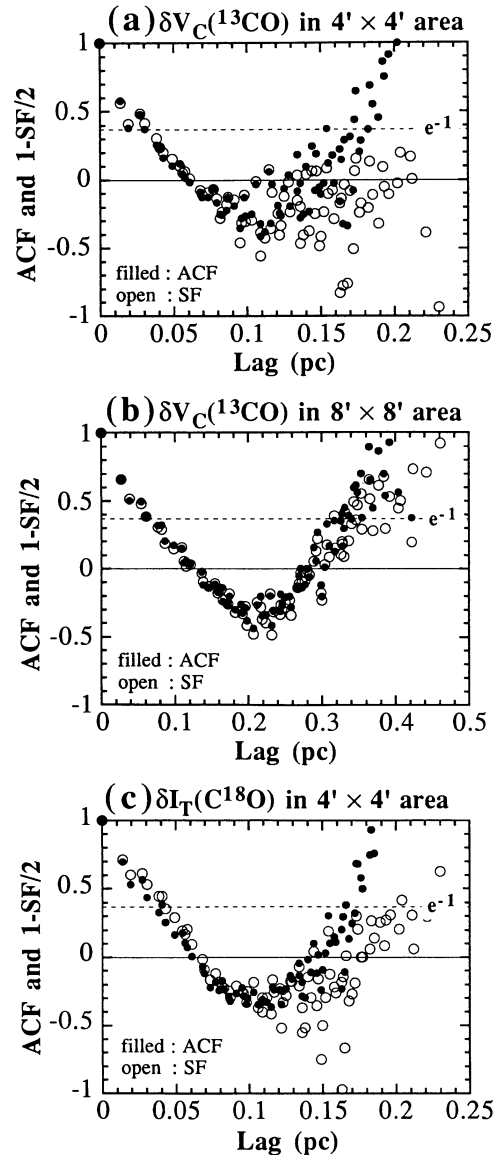 (a) δV_C(¹³CO) in 4' × 4' area
ACF and 1-SF/2
1
0.5
0
-0.5
-1
e⁻¹
filled : ACF
open : SF
0
0.05
0.1
0.15
0.2
0.25
Lag (pc)
(b) δV_C(¹³CO) in 8' × 8' area
ACF and 1-SF/2
1
0.5
0
-0.5
-1
e⁻¹
filled : ACF
open : SF
0
0.1
0.2
0.3
0.4
0.5
Lag (pc)
(c) δI_T(C¹⁸O) in 4' × 4' area
ACF and 1-SF/2
1
0.5
0
-0.5
-1
e⁻¹
filled : ACF
open : SF
0
0.05
0.1
0.15
0.2
0.25
Lag (pc)